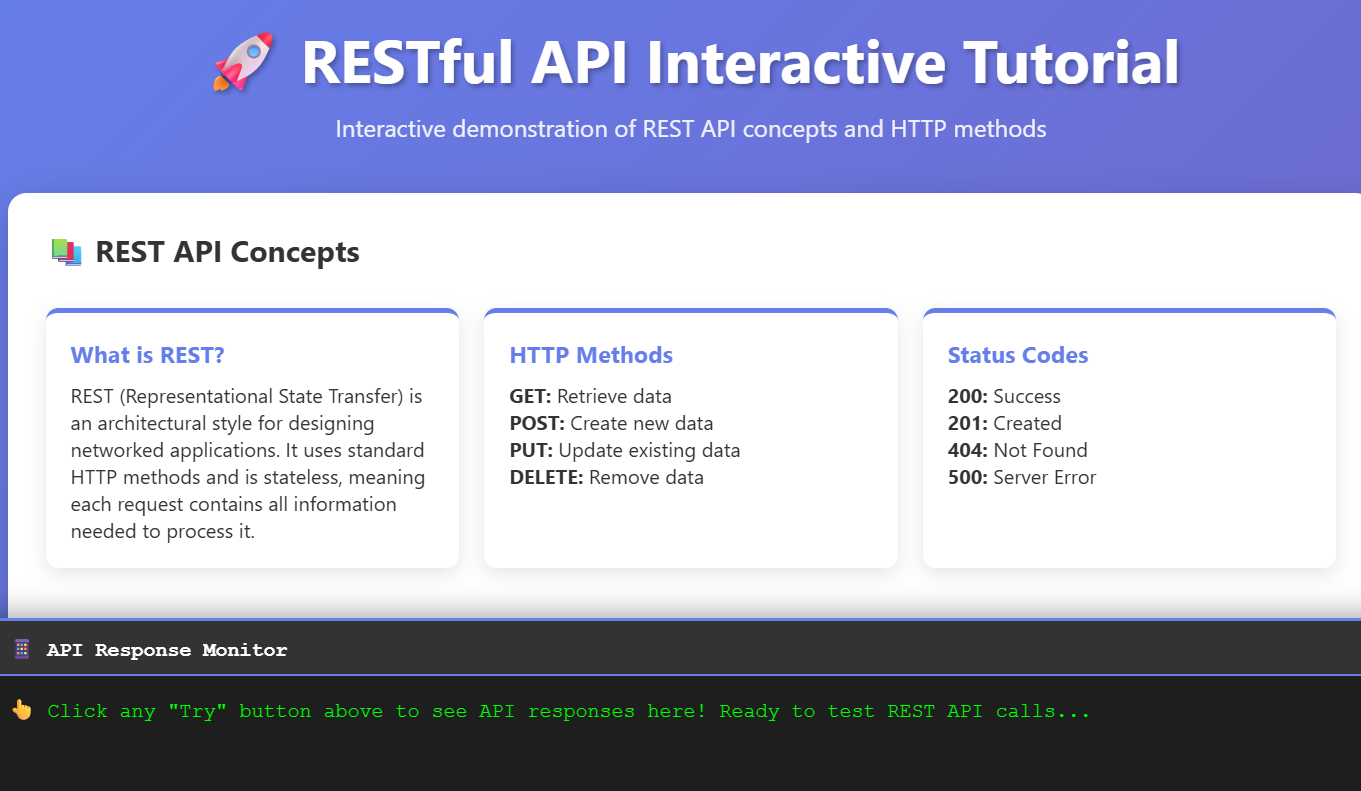 🚀 RESTful API Interactive Tutorial
Interactive demonstration of REST API concepts and HTTP methods
📚 REST API Concepts
What is REST?
REST (Representational State Transfer) is
an architectural style for designing
networked applications. It uses standard
HTTP methods and is stateless, meaning
each request contains all information
needed to process it.
HTTP Methods
GET: Retrieve data
POST: Create new data
PUT: Update existing data
DELETE: Remove data
Status Codes
200: Success
201: Created
404: Not Found
500: Server Error
API Response Monitor
👆 Click any "Try" button above to see API responses here! Ready to test REST API calls...